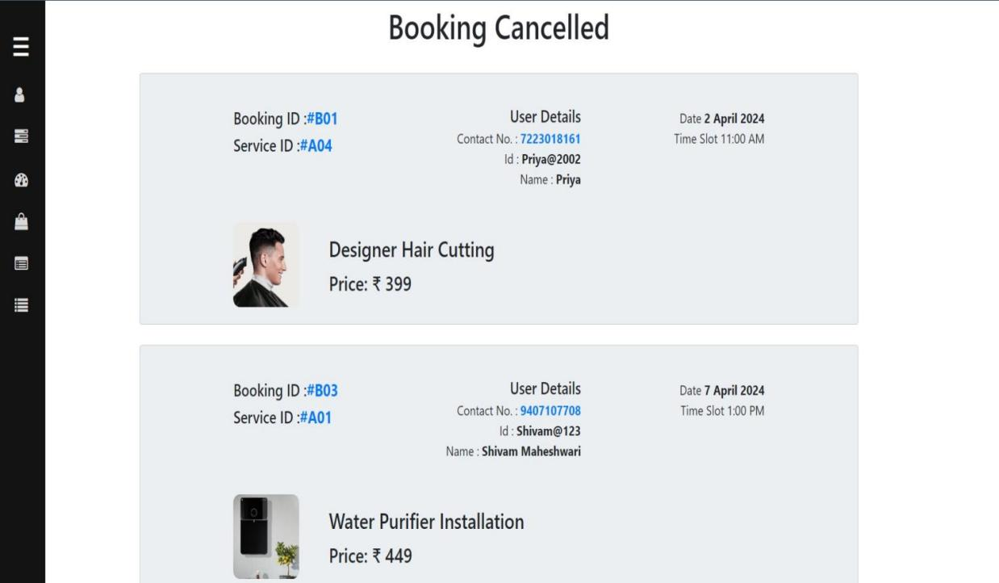 Booking Cancelled
Booking ID :#B01
Service ID :#A04
User Details
Contact No. : 7223018161
Id : Priya@2002
Name : Priya
Date 2 April 2024
Time Slot 11:00 AM
Designer Hair Cutting
Price: ₹ 399
Booking ID :#B03
Service ID :#A01
User Details
Contact No. : 9407107708
Id : Shivam@123
Name : Shivam Maheshwari
Date 7 April 2024
Time Slot 1:00 PM
Water Purifier Installation
Price: ₹ 449